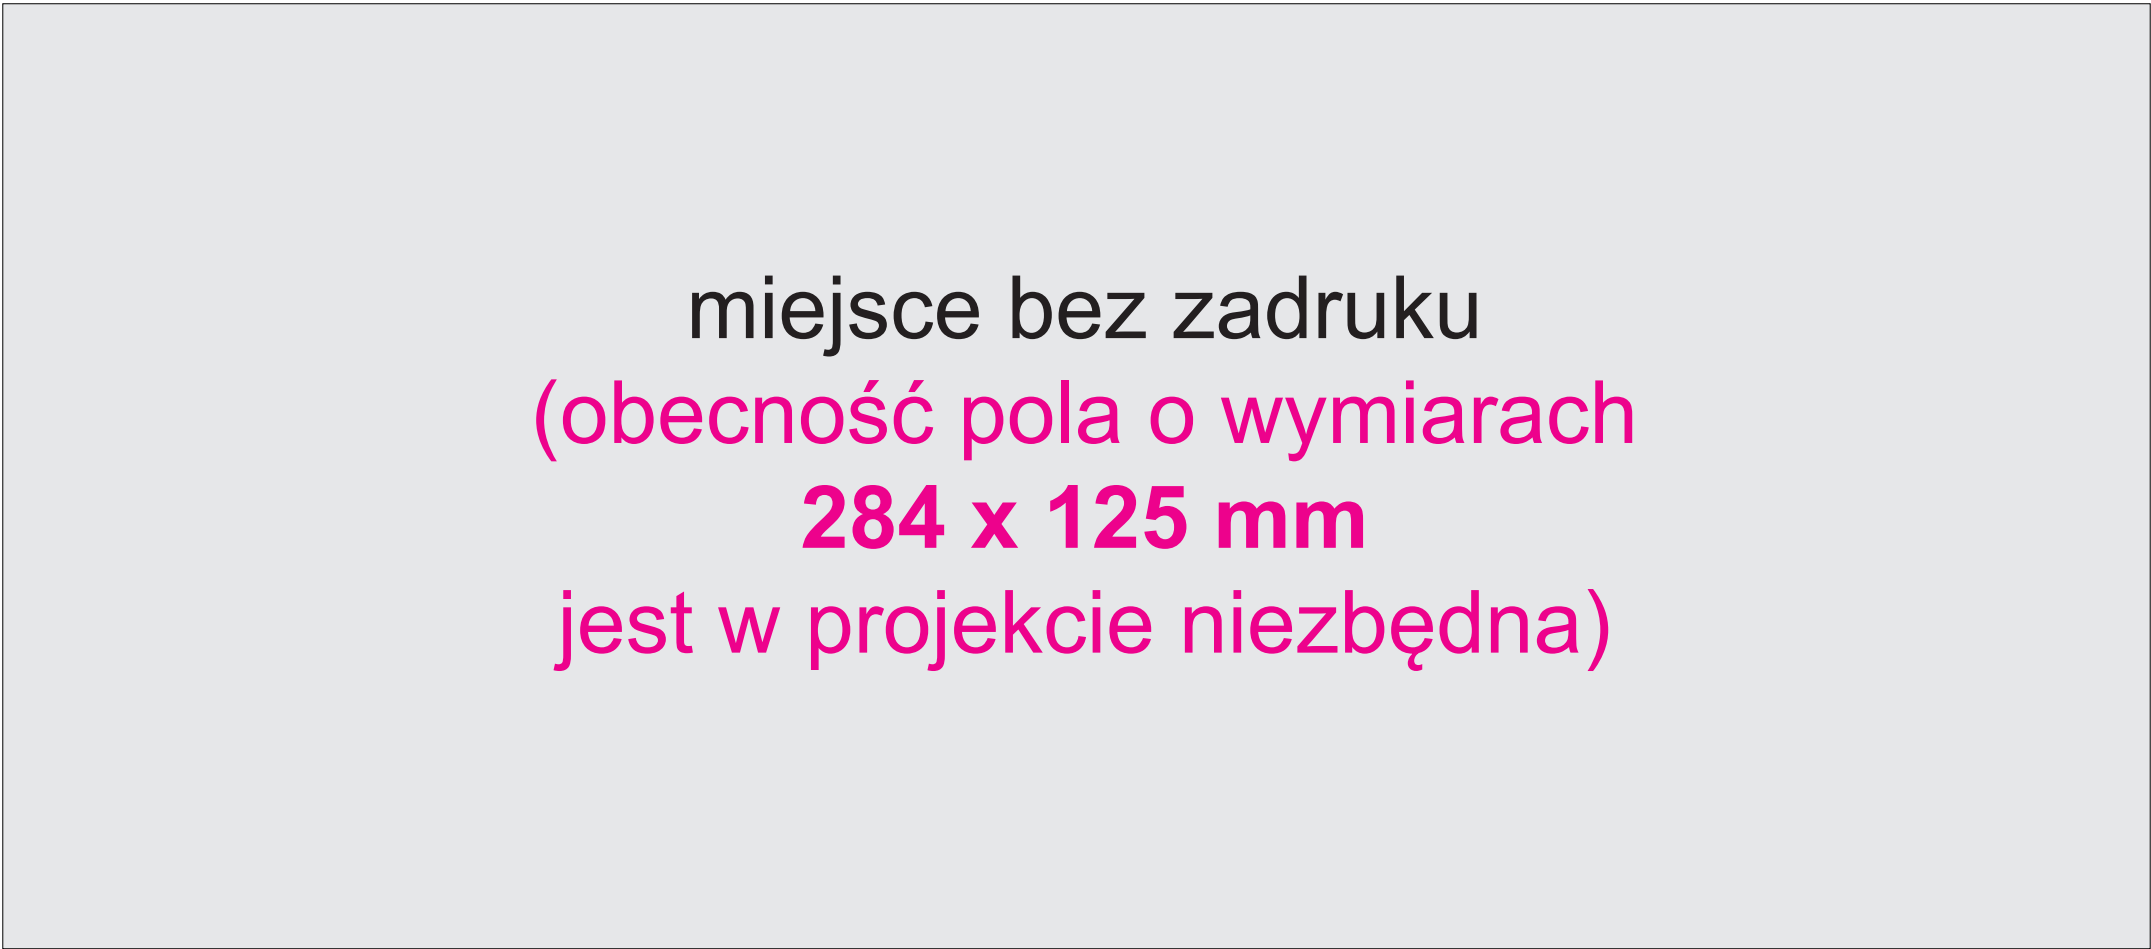 miejsce bez zadruku
(obecność pola o wymiarach
284 x 125 mm
jest w projekcie niezbędna)